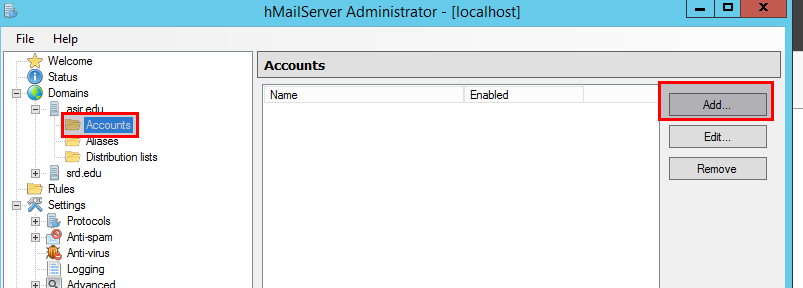 hMailServer Administrator - [localhost]
File Help
Welcome
Status
Domains
asir.edu
Accounts
Aliases
Distribution lists
srd.edu
Rules
Settings
Protocols
Anti-spam
Anti-virus
Logging
Advanced
Accounts
Name Enabled
Add...
Edit...
Remove